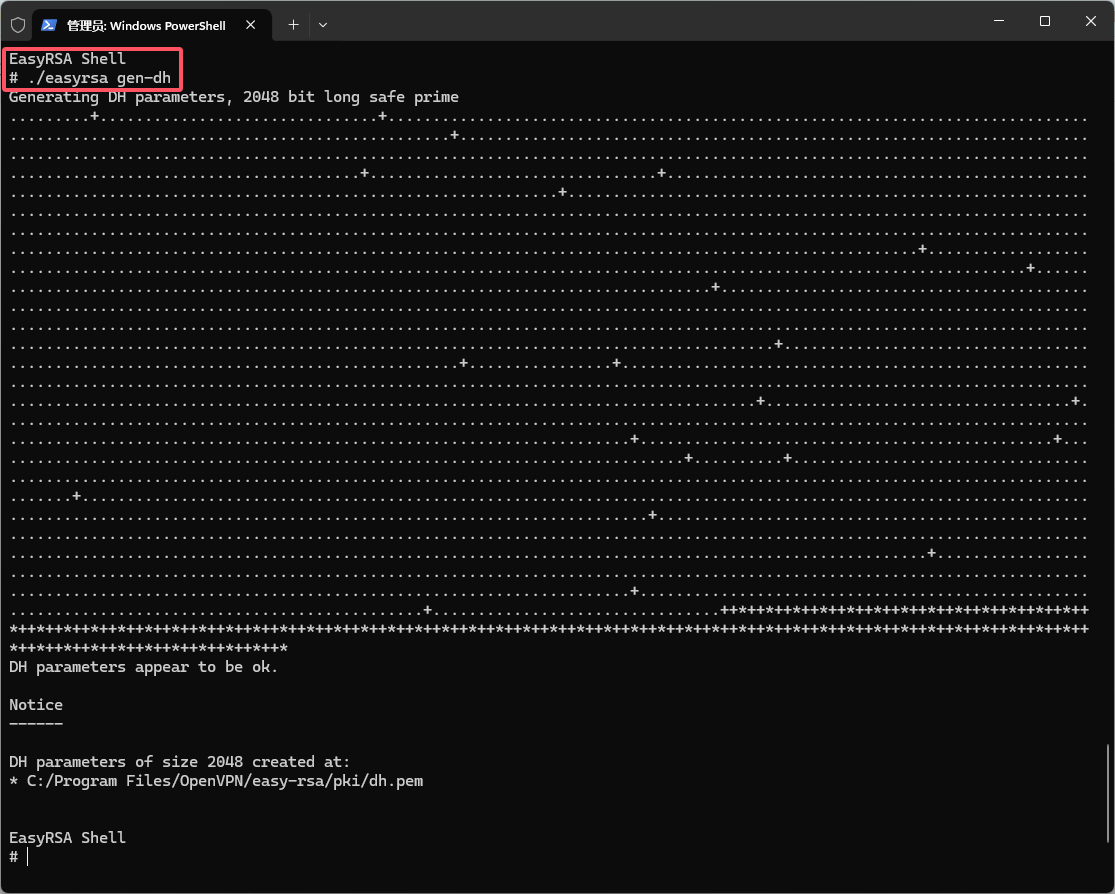 管理员: Windows PowerShell
EasyRSA Shell
# ./easyrsa gen-dh
Generating DH parameters, 2048 bit long safe prime
DH parameters appear to be ok.
Notice
------
DH parameters of size 2048 created at:
* C:/Program Files/OpenVPN/easy-rsa/pki/dh.pem
EasyRSA Shell
#